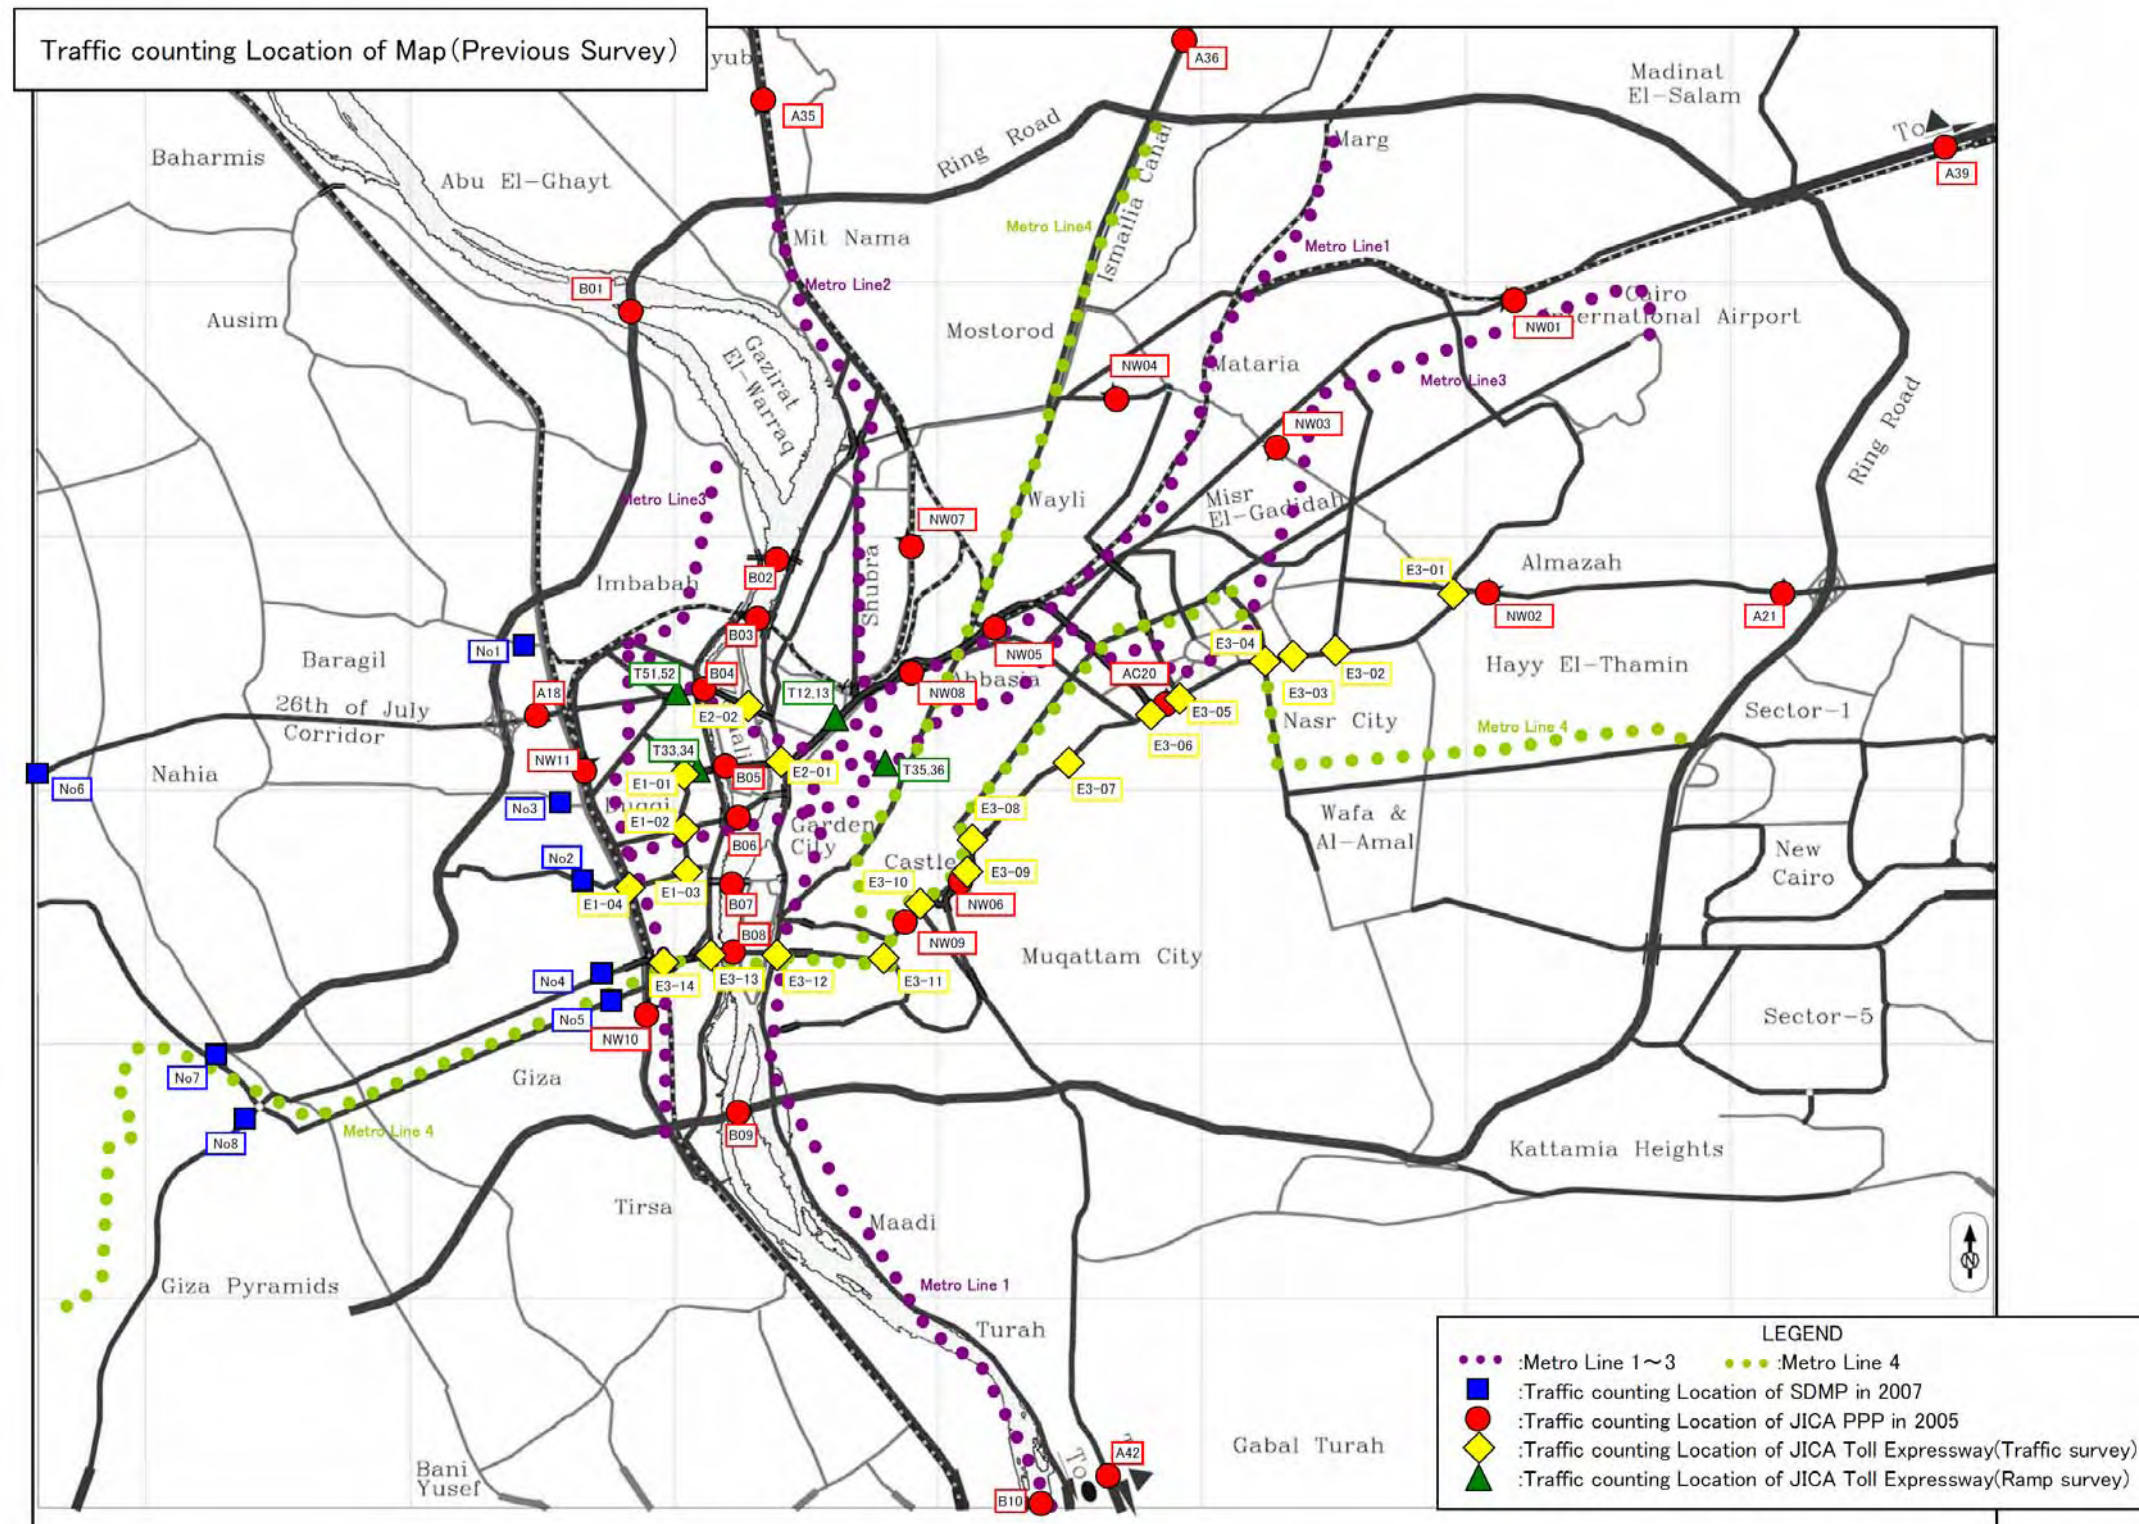 Traffic counting Location of Map(Previous Survey)
A36
A35
Madinat
El-Salam
To
A39
Ring Road
Marg
Baharmis
Abu El-Ghayt
Ismailia Canal
Metro Line4
Mit Nama
Metro Line1
Metro Line2
B01
Cairo
International Airport
NW01
Ausim
Mostorod
Gazirat
El-Warraq
Mataria
NW04
Metro Line3
Ring Road
NW03
Metro Line3
Wayli
Misr
El-Gadidah
NW07
Shubra
Imbabah
B02
E3-01
Almazah
NW02
A21
B03
No1
Baragil
NW05
E3-04
E3-02
Hayy El-Thamin
T51,52
B04
T12,13
NW08
Abbasia
AC20
E3-03
A18
26th of July
Corridor
E2-02
E3-05
Nasr City
Metro Line 4
Sector-1
E3-06
T33,34
NW11
Nahia
No6
E1-01
B05
E2-01
T35,36
E3-07
No3
Duqqi
E1-02
Garden
City
E3-08
Wafa &
Al-Amal
B06
No2
Castle
New
Cairo
E1-04
E1-03
B07
E3-10
E3-09
NW06
B08
NW09
Muqattam City
No4
E3-14
E3-13
E3-12
E3-11
No5
NW10
Sector-5
No7
Giza
No8
Metro Line 4
B09
Kattamia Heights
Tirsa
Maadi
Giza Pyramids
Metro Line 1
Turah
N
Gabal Turah
A42
To
Bani
Yusef
B10
LEGEND
:Metro Line 1~3
:Metro Line 4
:Traffic counting Location of SDMP in 2007
:Traffic counting Location of JICA PPP in 2005
:Traffic counting Location of JICA Toll Expressway(Traffic survey)
:Traffic counting Location of JICA Toll Expressway(Ramp survey)